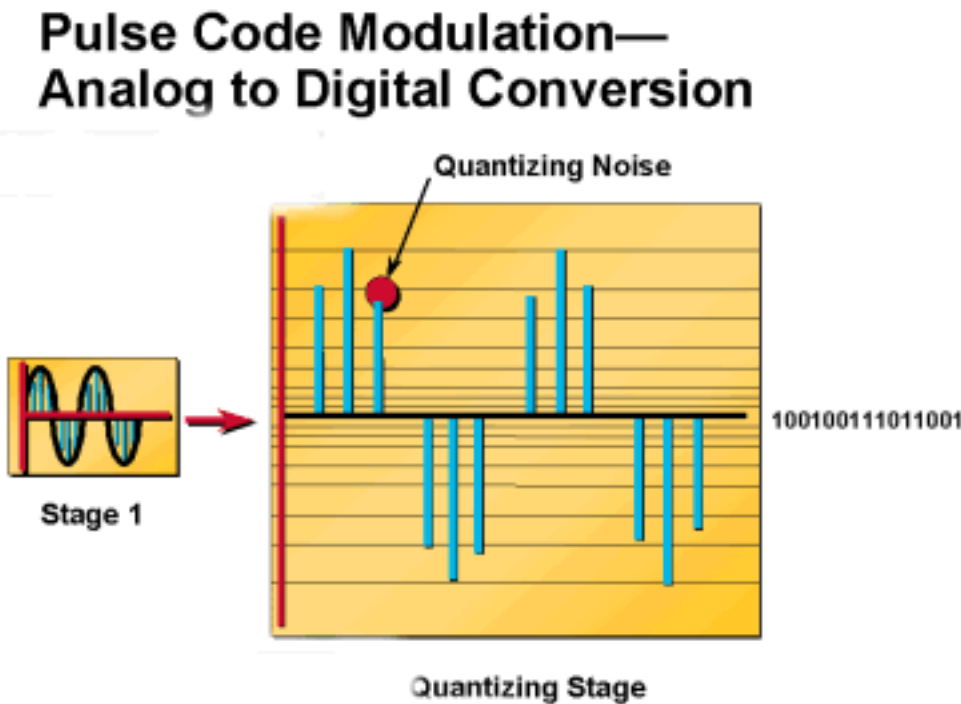 Pulse Code Modulation—
Analog to Digital Conversion
Quantizing Noise
100100111011001
Stage 1
Quantizing Stage